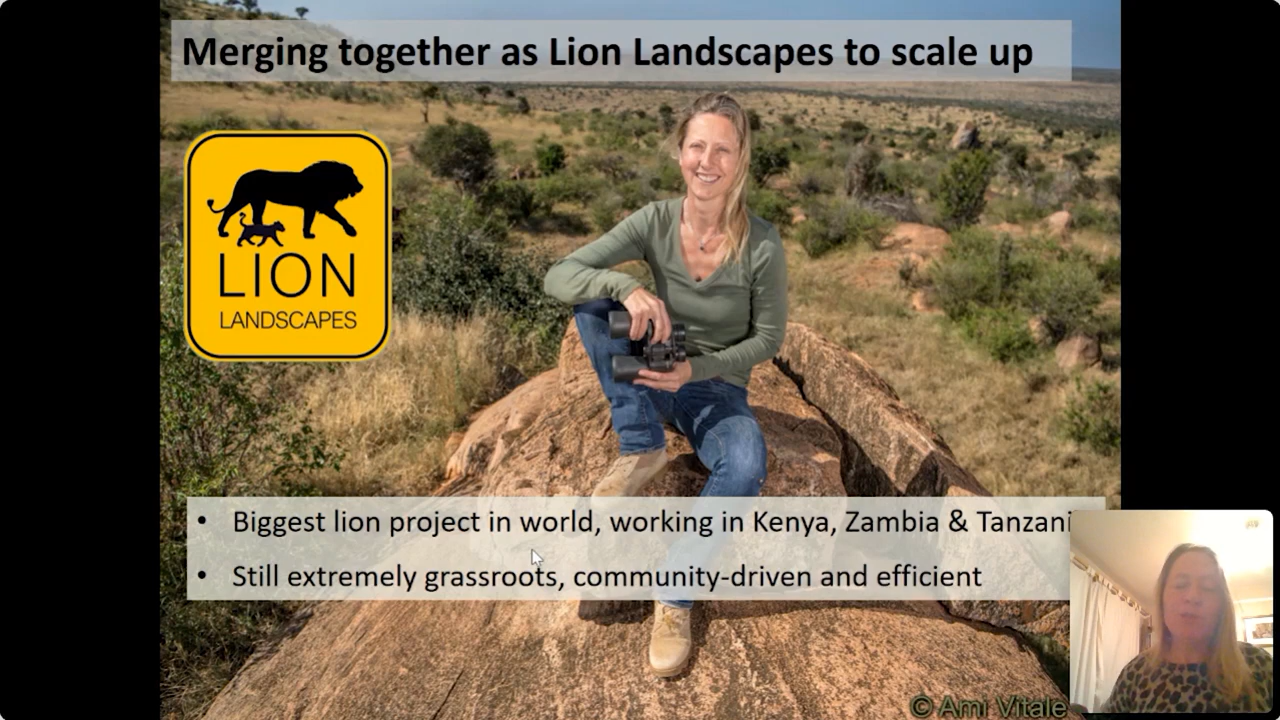 Merging together as Lion Landscapes to scale up
LION
LANDSCAPES
• Biggest lion project in world, working in Kenya, Zambia & Tanzani
• Still extremely grassroots, community-driven and efficient
© Ami Vitale